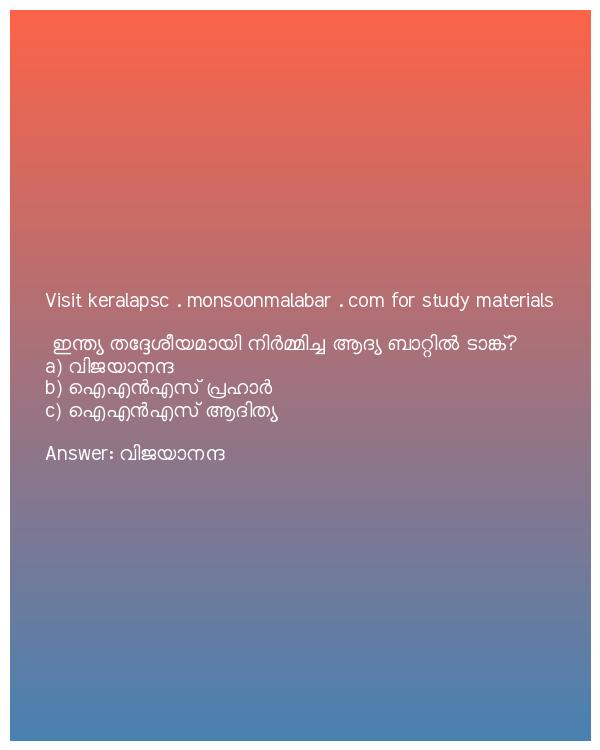 Visit keralapsc . monsoonmalabar . com for study materials
ഇന്ത്യ തദ്ദേശീയമായി നിർമ്മിച്ച ആദ്യ ബാറ്റിൽ ടാങ്ക്?
a) വിജയാനന്ദ
b) ഐഎൻഎസ് പ്രഹാർ
c) ഐഎൻഎസ് ആദിത്യ
Answer: വിജയാനന്ദ